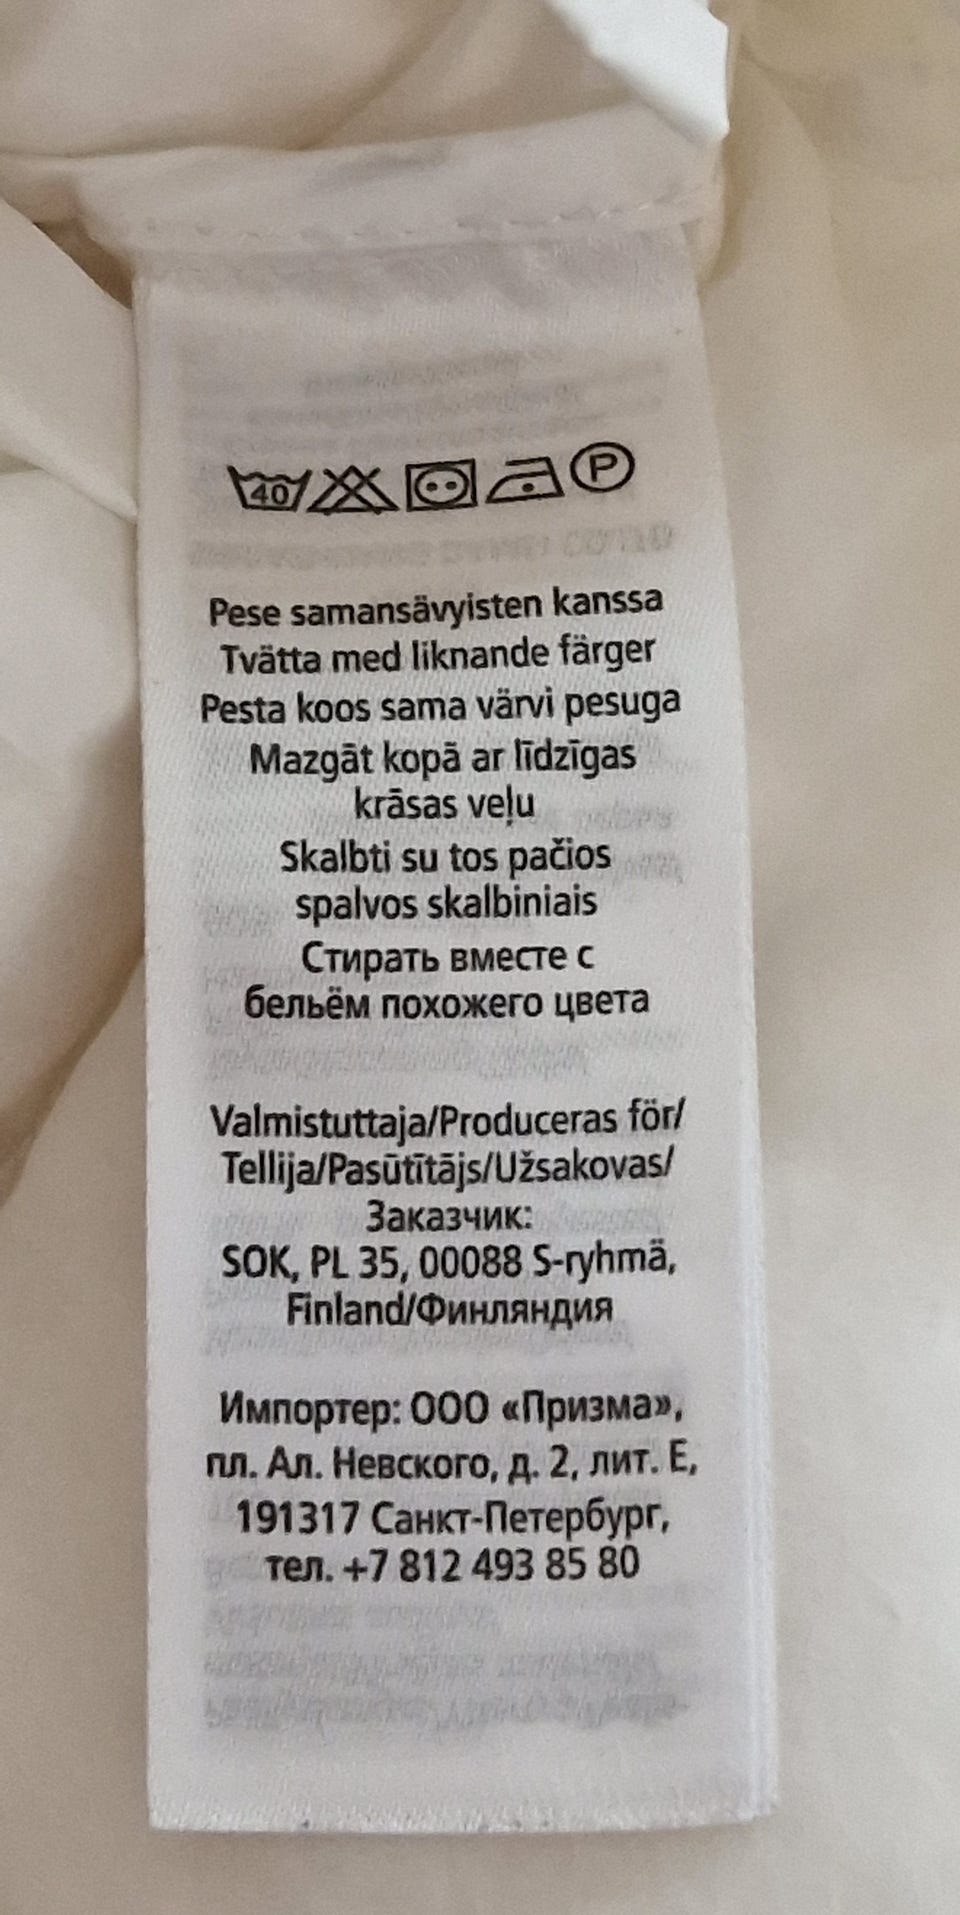 40 P
Pese samansävyisten kanssa
Tvätta med liknande färger
Pesta koos sama värvi pesuga
Mazgāt kopā ar līdzīgas
krāsas veļu
Skalbti su tos pačios
spalvos skalbiniais
Стирать вместе с
бельём похожего цвета
Valmistuttaja/Produceras för/
Tellija/Pasūtītājs/Užsakovas/
Заказчик:
SOK, PL 35, 00088 S-ryhmä,
Finland/Финляндия
Импортер: ООО «Призма»,
пл. Ал. Невского, д. 2, лит. Е,
191317 Санкт-Петербург,
тел. +7 812 493 85 80